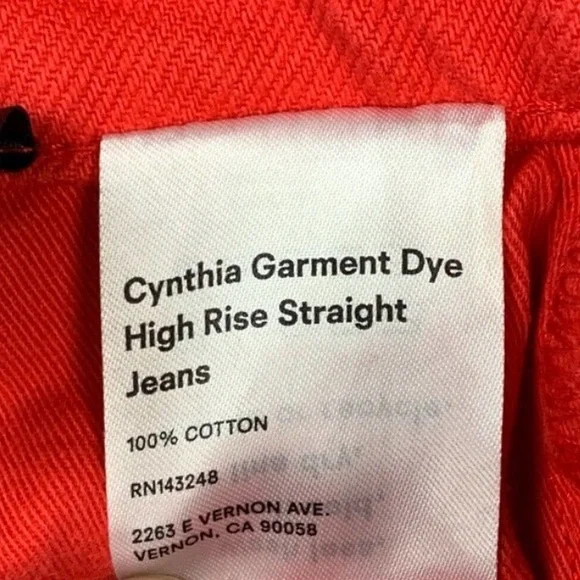 Cynthia Garment Dye
High Rise Straight
Jeans
100% COTTON
RN143248
2263 E VERNON AVE.
VERNON, CA 90058